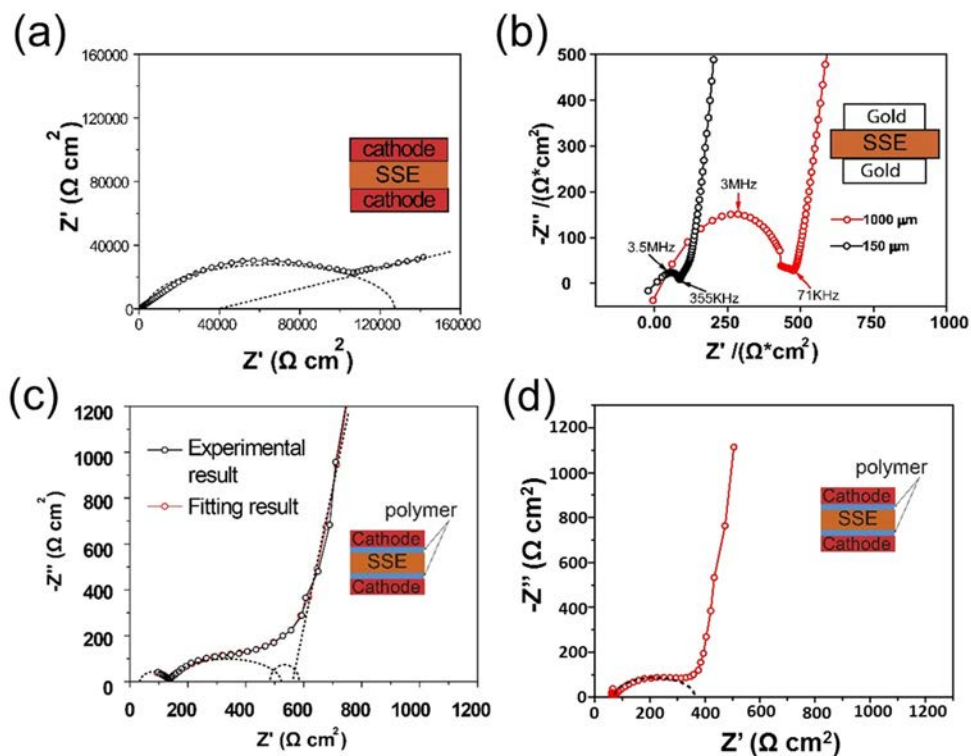 (a)
160000
120000
80000
40000
0
0
40000
80000
120000
160000
Z' (Ω cm²)
Z' (Ω cm²)
cathode
SSE
cathode
(b)
500
400
300
200
100
0
0.00
250
500
750
1000
-Z'' /(Ω*cm²)
Z' /(Ω*cm²)
3MHz
3.5MHz
355KHz
71KHz
Gold
SSE
Gold
1000 µm
150 µm
(c)
1200
1000
800
600
400
200
0
0
200
400
600
800
1000
1200
-Z'' (Ω cm²)
Z' (Ω cm²)
Experimental
result
Fitting result
polymer
Cathode
SSE
Cathode
(d)
1200
1000
800
600
400
200
0
0
200
400
600
800
1000
1200
-Z'' (Ω cm2)
Z' (Ω cm2)
polymer
Cathode
SSE
Cathode